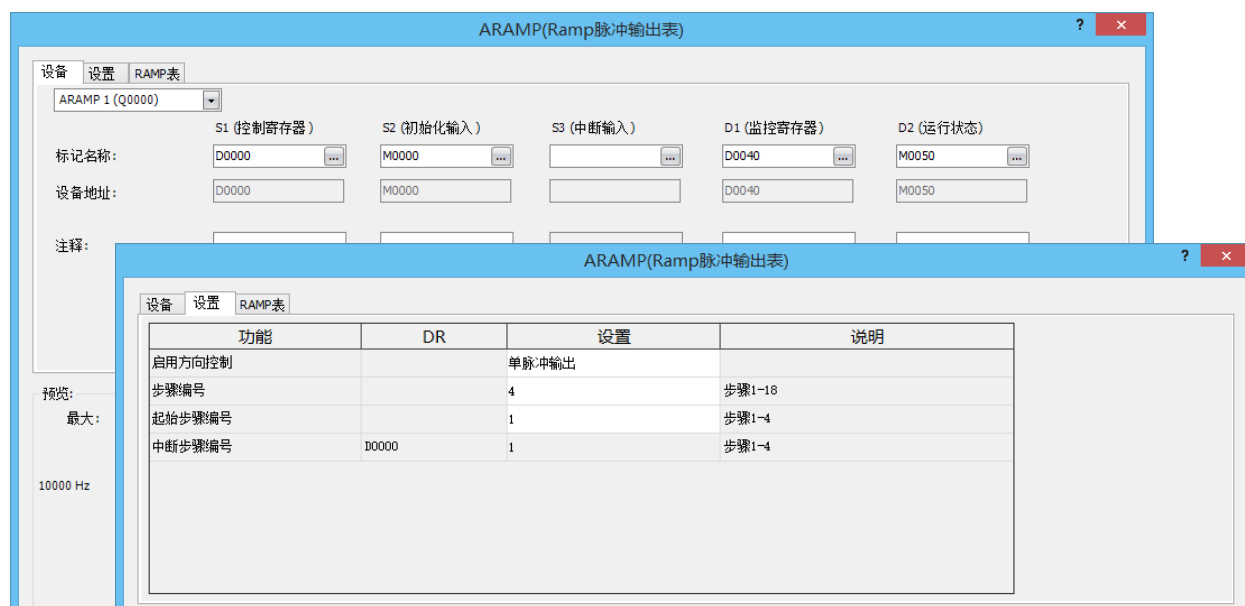 ARAMP(Ramp脉冲输出表)
? ×
设备 设置 RAMP表
ARAMP 1 (Q0000)
S1 (控制寄存器) S2 (初始化输入) S3 (中断输入) D1 (监控寄存器) D2 (运行状态)
标记名称: D0000 ... M0000 ... ... D0040 ... M0050 ...
设备地址: D0000 M0000 D0040 M0050
注释:
ARAMP(Ramp脉冲输出表)
? ×
设备 设置 RAMP表
功能 DR 设置 说明
启用方向控制 单脉冲输出
步骤编号 4 步骤1-18
起始步骤编号 1 步骤1-4
中断步骤编号 D0000 1 步骤1-4
预览:
最大:
10000 Hz